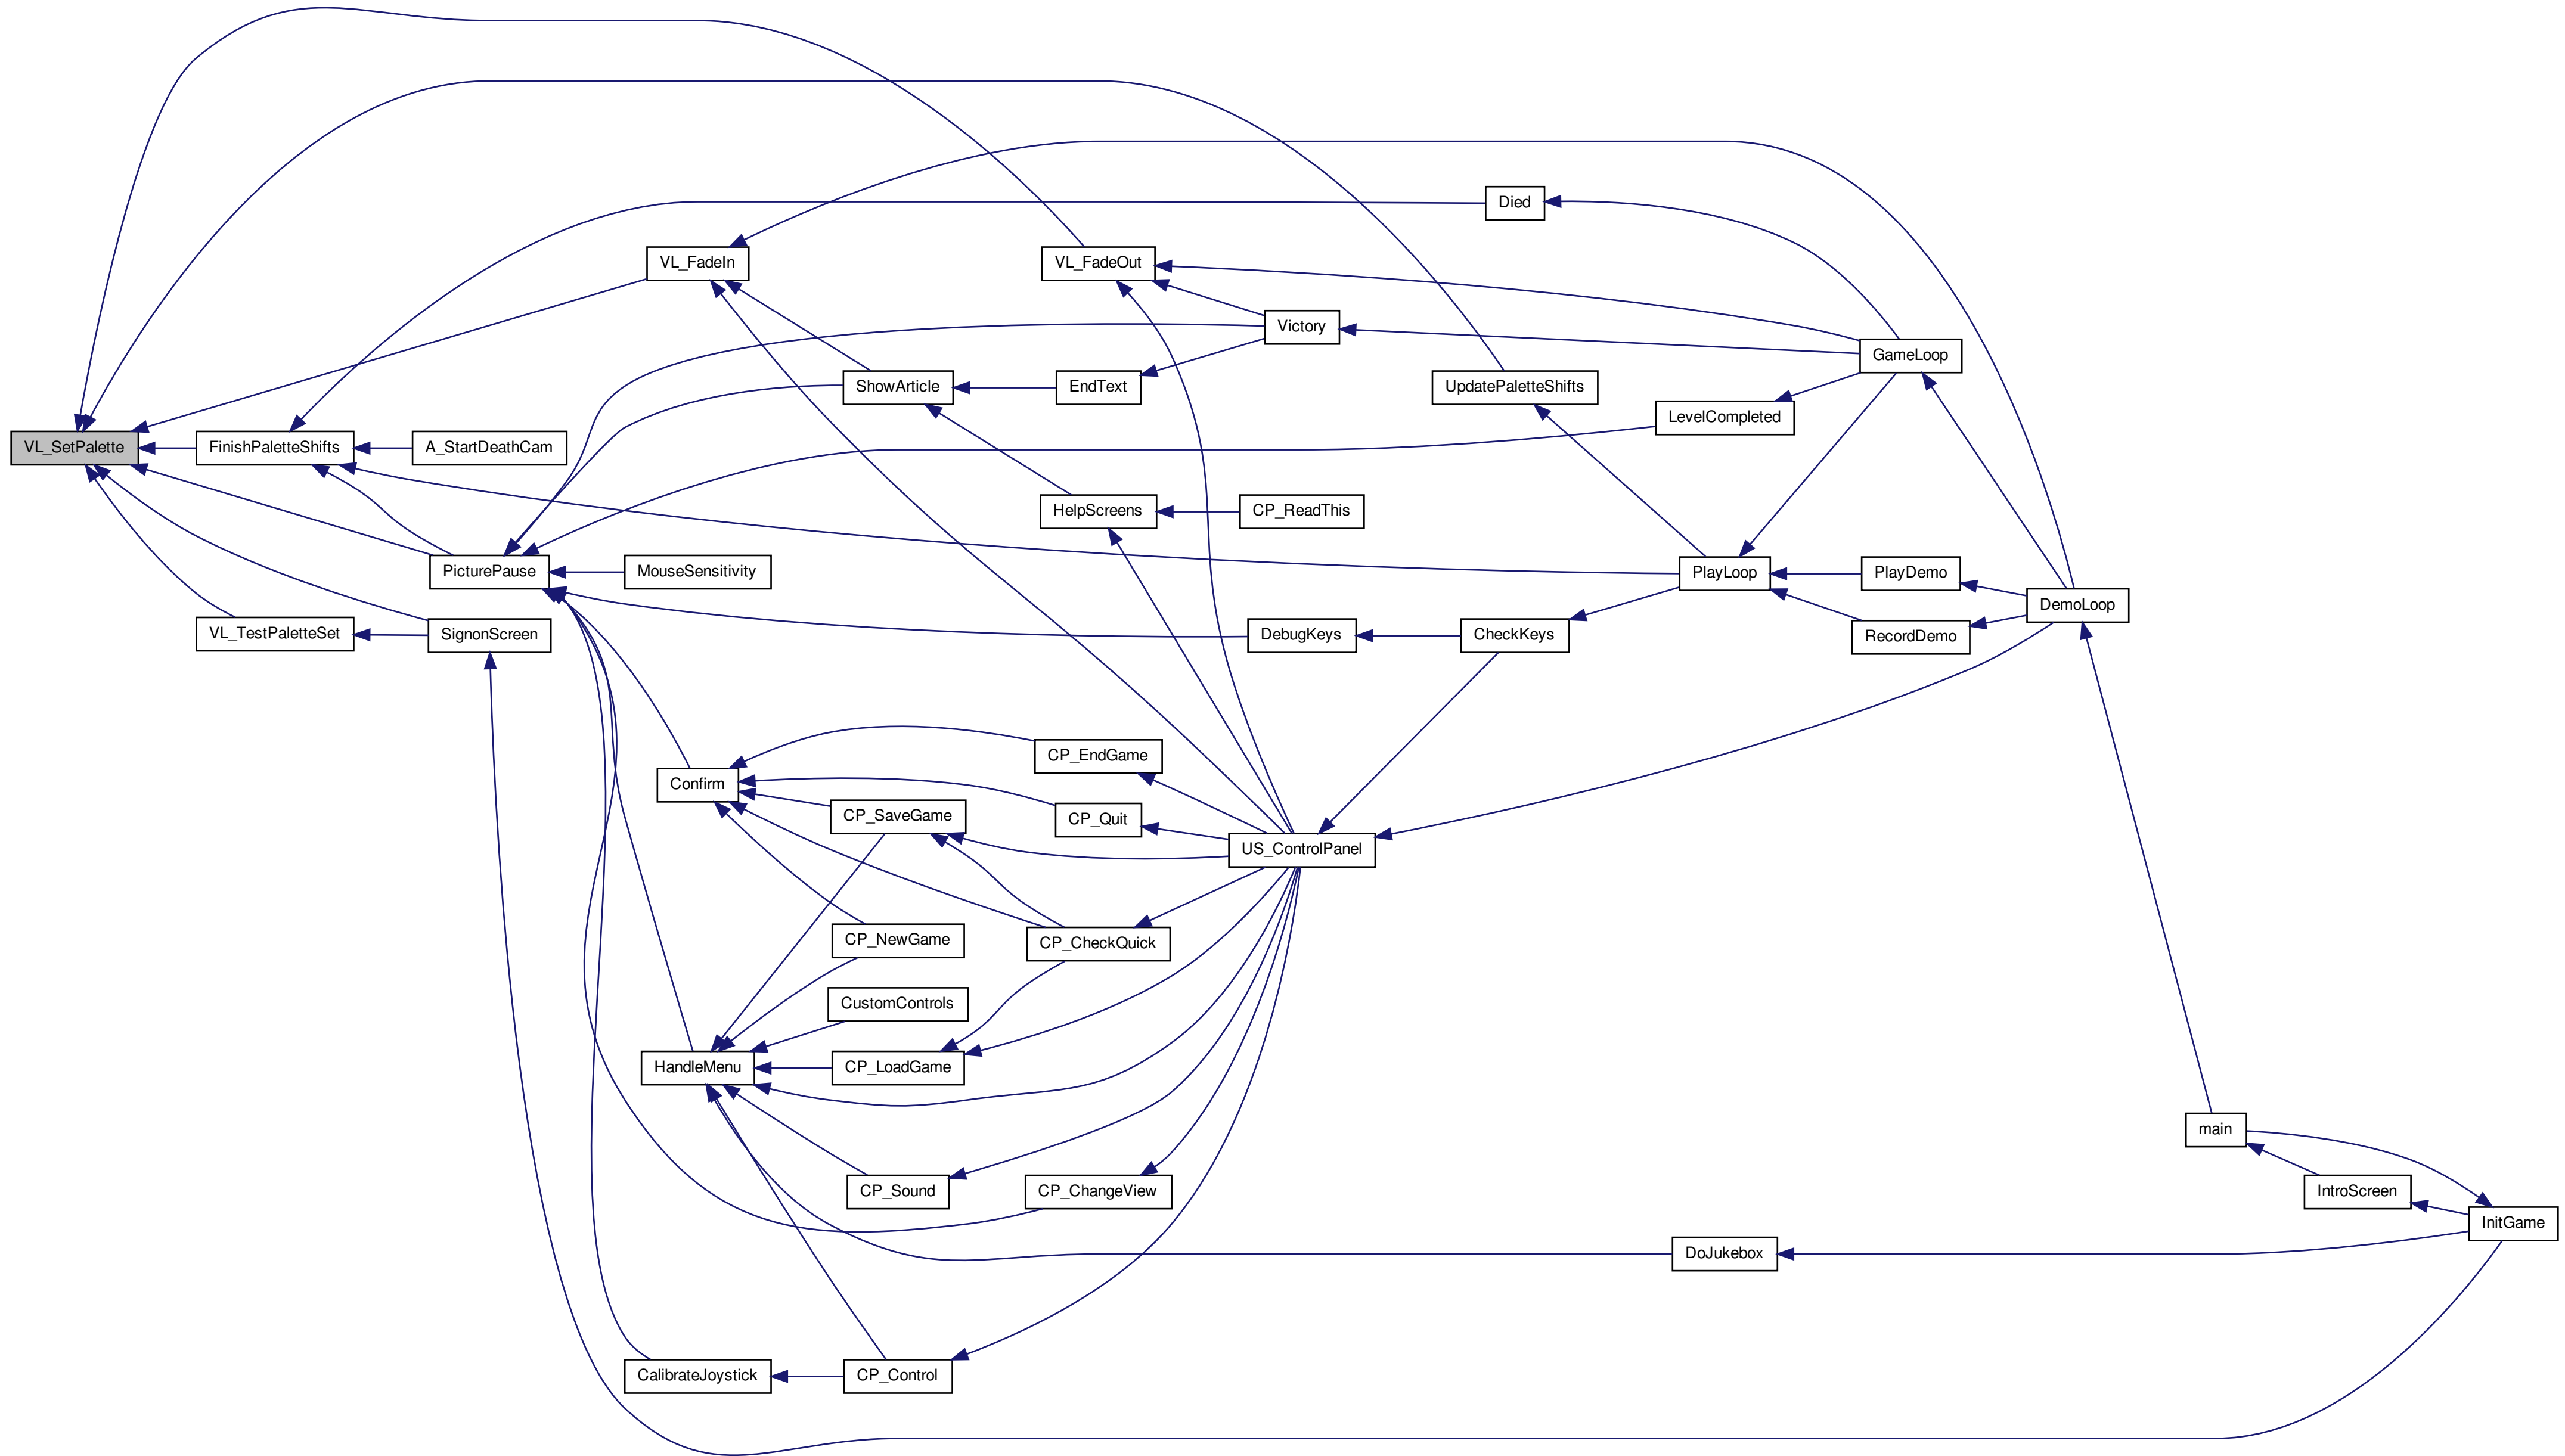 VL_SetPalette
FinishPaletteShifts
VL_TestPaletteSet
A_StartDeathCam
PicturePause
SignonScreen
VL_FadeIn
MouseSensitivity
Confirm
HandleMenu
CalibrateJoystick
ShowArticle
CP_SaveGame
CP_NewGame
CustomControls
CP_LoadGame
CP_Sound
CP_Control
VL_FadeOut
EndText
HelpScreens
CP_EndGame
CP_Quit
CP_CheckQuick
CP_ChangeView
Victory
CP_ReadThis
DebugKeys
US_ControlPanel
Died
UpdatePaletteShifts
CheckKeys
LevelCompleted
PlayLoop
DoJukebox
GameLoop
PlayDemo
RecordDemo
DemoLoop
main
IntroScreen
InitGame